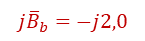 jB̅_b = −j2,0